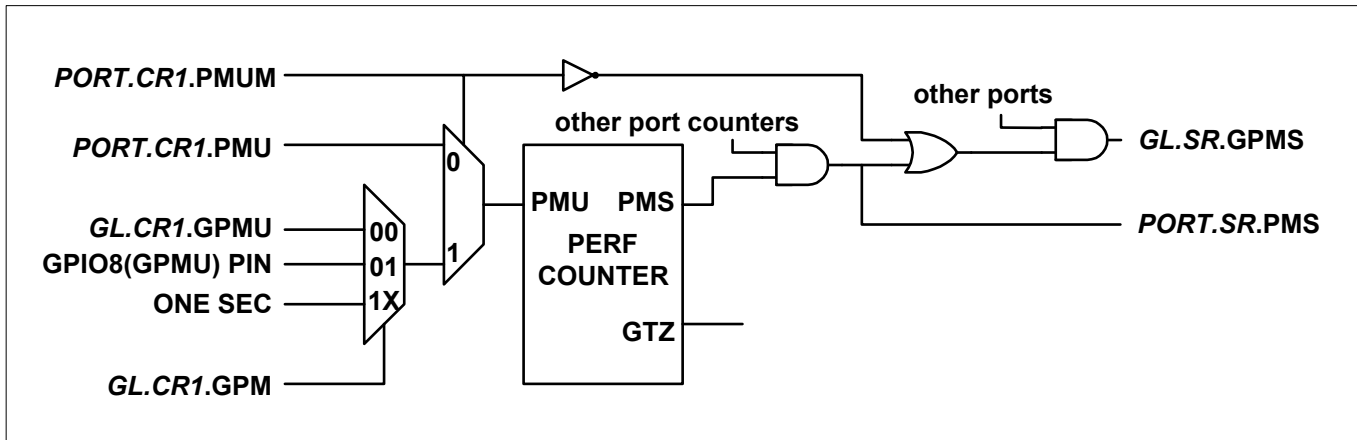 PORT.CR1.PMUM
other ports
other port counters
PORT.CR1.PMU
0
GL.SR.GPMS
PMU
PMS
GL.CR1.GPMU
00
PORT.SR.PMS
GPIO8(GPMU) PIN
01
1
PERF
COUNTER
ONE SEC
1X
GTZ
GL.CR1.GPM